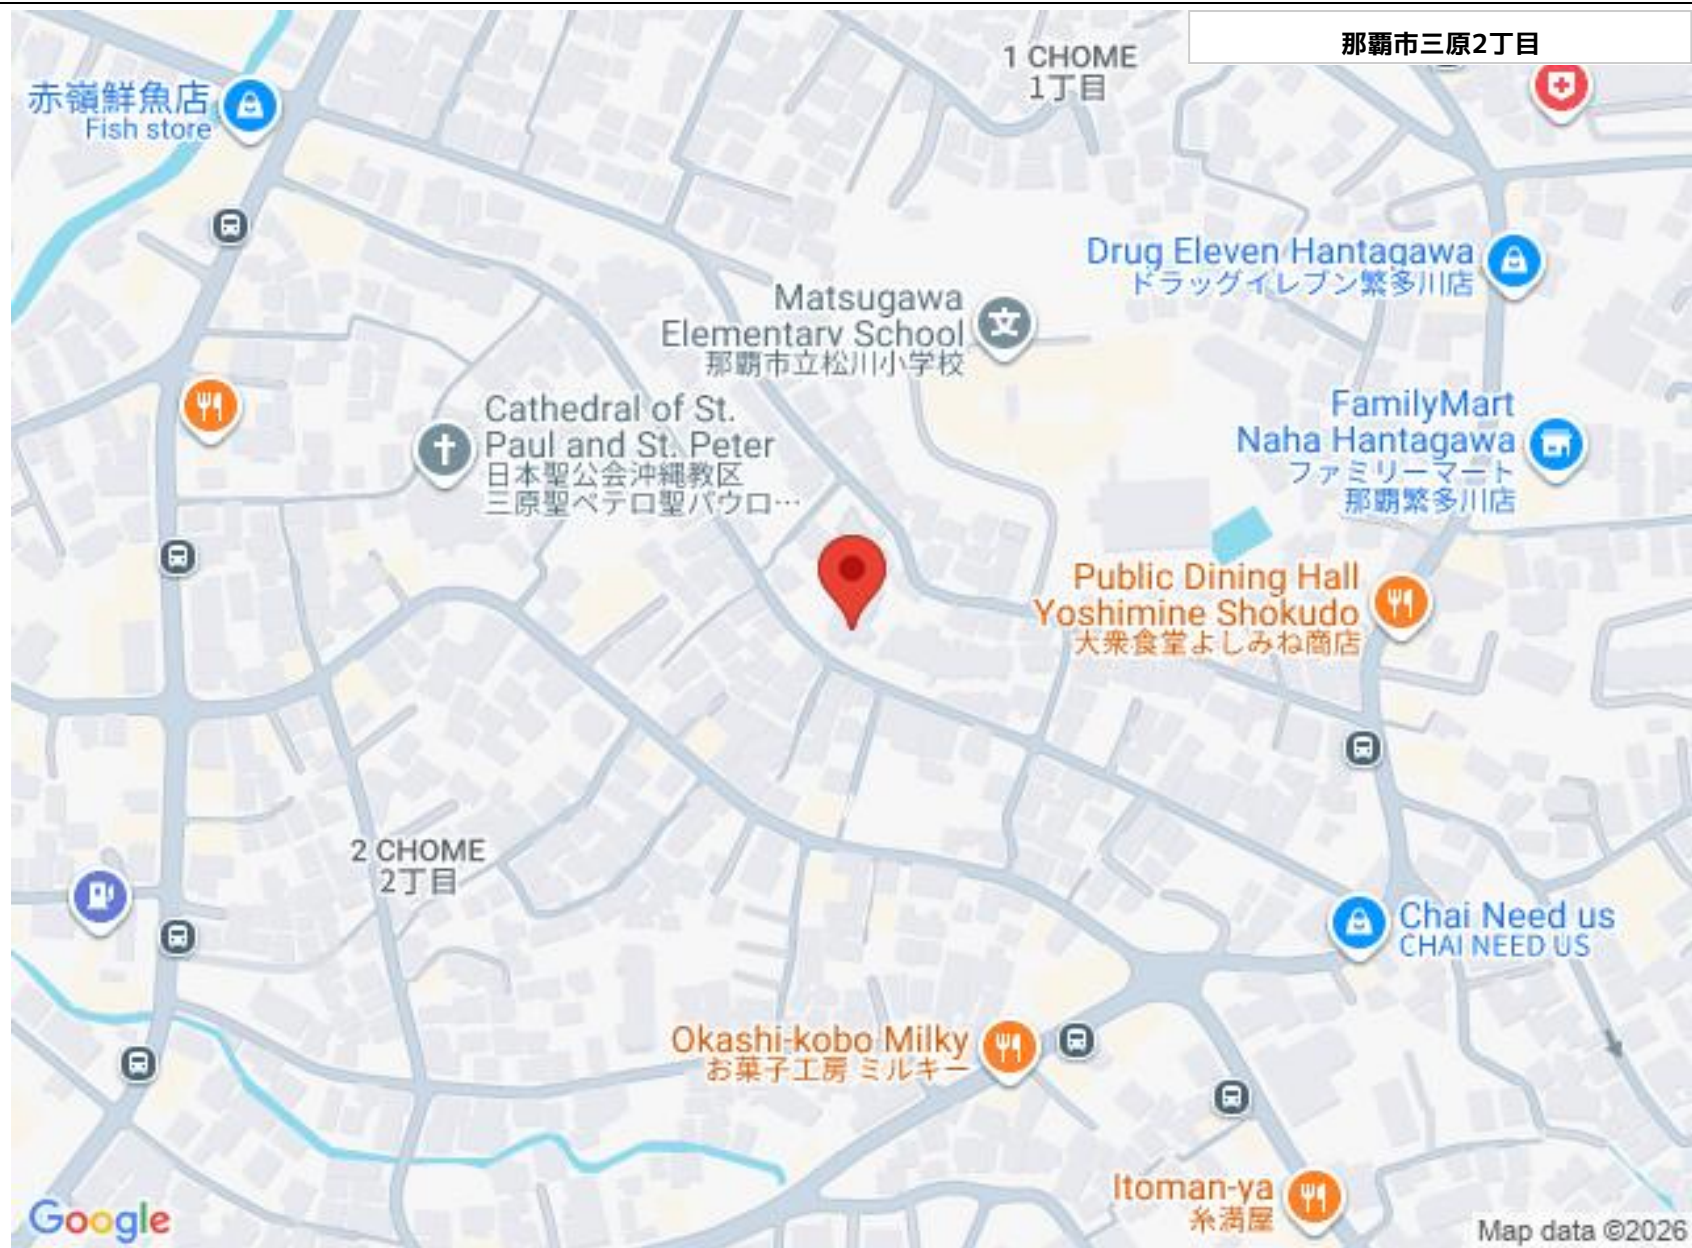 那覇市三原2丁目
1 CHOME
1丁目
赤嶺鮮魚店
Fish store
Drug Eleven Hantagawa
ドラッグイレブン繁多川店
Matsugawa
Elementary School
那覇市立松川小学校
Cathedral of St.
Paul and St. Peter
日本聖公会沖縄教区
三原聖ペテロ聖パウロ…
FamilyMart
Naha Hantagawa
ファミリーマート
那覇繁多川店
Public Dining Hall
Yoshimine Shokudo
大衆食堂よしみね商店
2 CHOME
2丁目
Chai Need us
CHAI NEED US
Okashi-kobo Milky
お菓子工房 ミルキー
Itoman-ya
糸満屋
Google
Map data ©2026